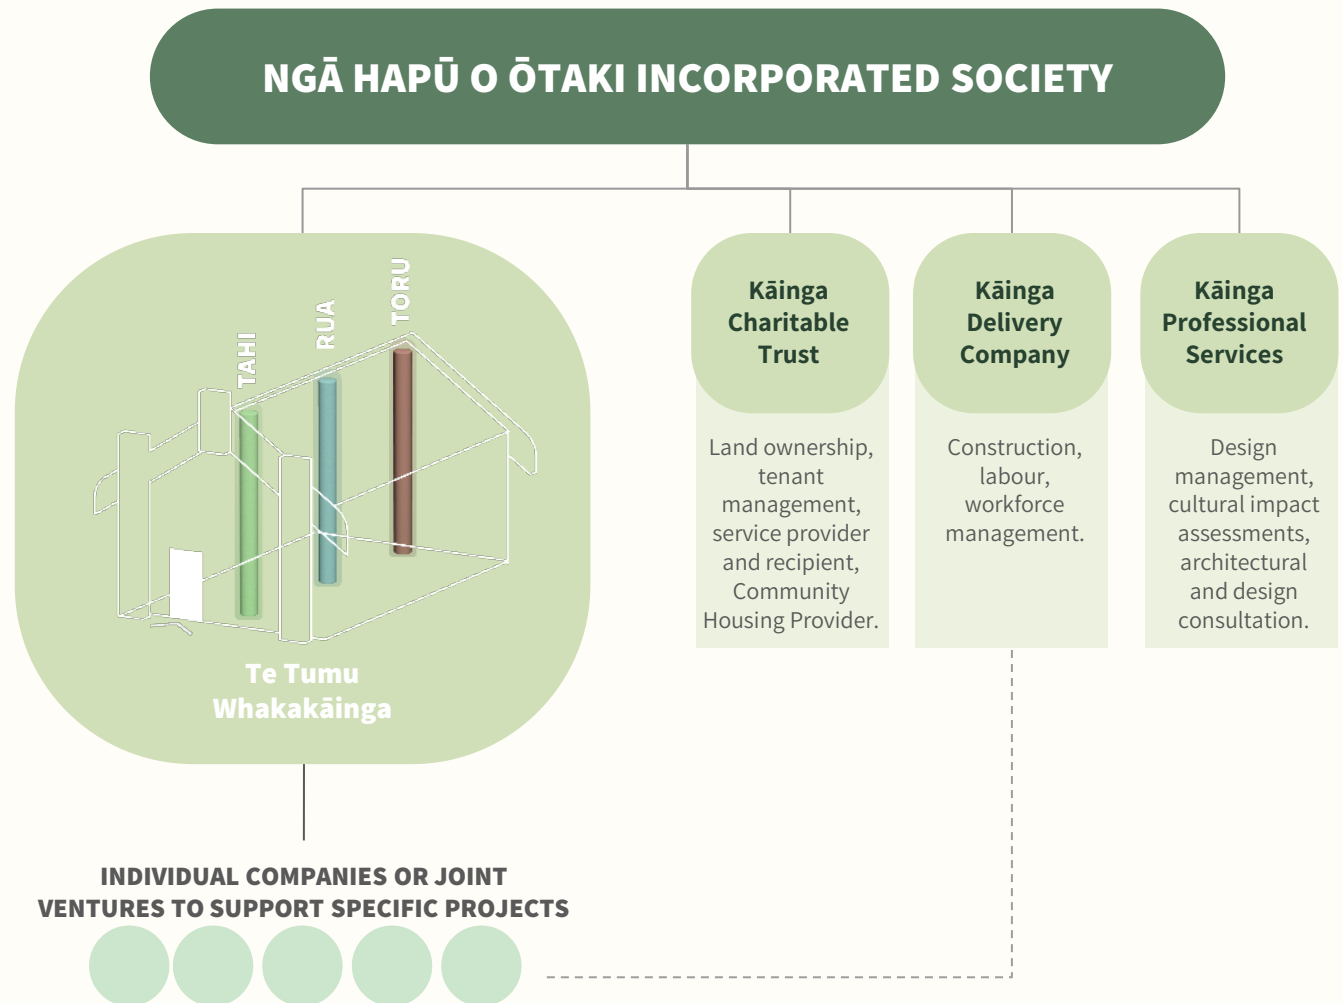 NGĀ HAPŪ O ŌTAKI INCORPORATED SOCIETY
TAHI
RUA
TORU
Te Tumu
Whakakāinga
Kāinga
Charitable
Trust
Land ownership,
tenant
management,
service provider
and recipient,
Community
Housing Provider.
Kāinga
Delivery
Company
Construction,
labour,
workforce
management.
Kāinga
Professional
Services
Design
management,
cultural impact
assessments,
architectural
and design
consultation.
INDIVIDUAL COMPANIES OR JOINT
VENTURES TO SUPPORT SPECIFIC PROJECTS